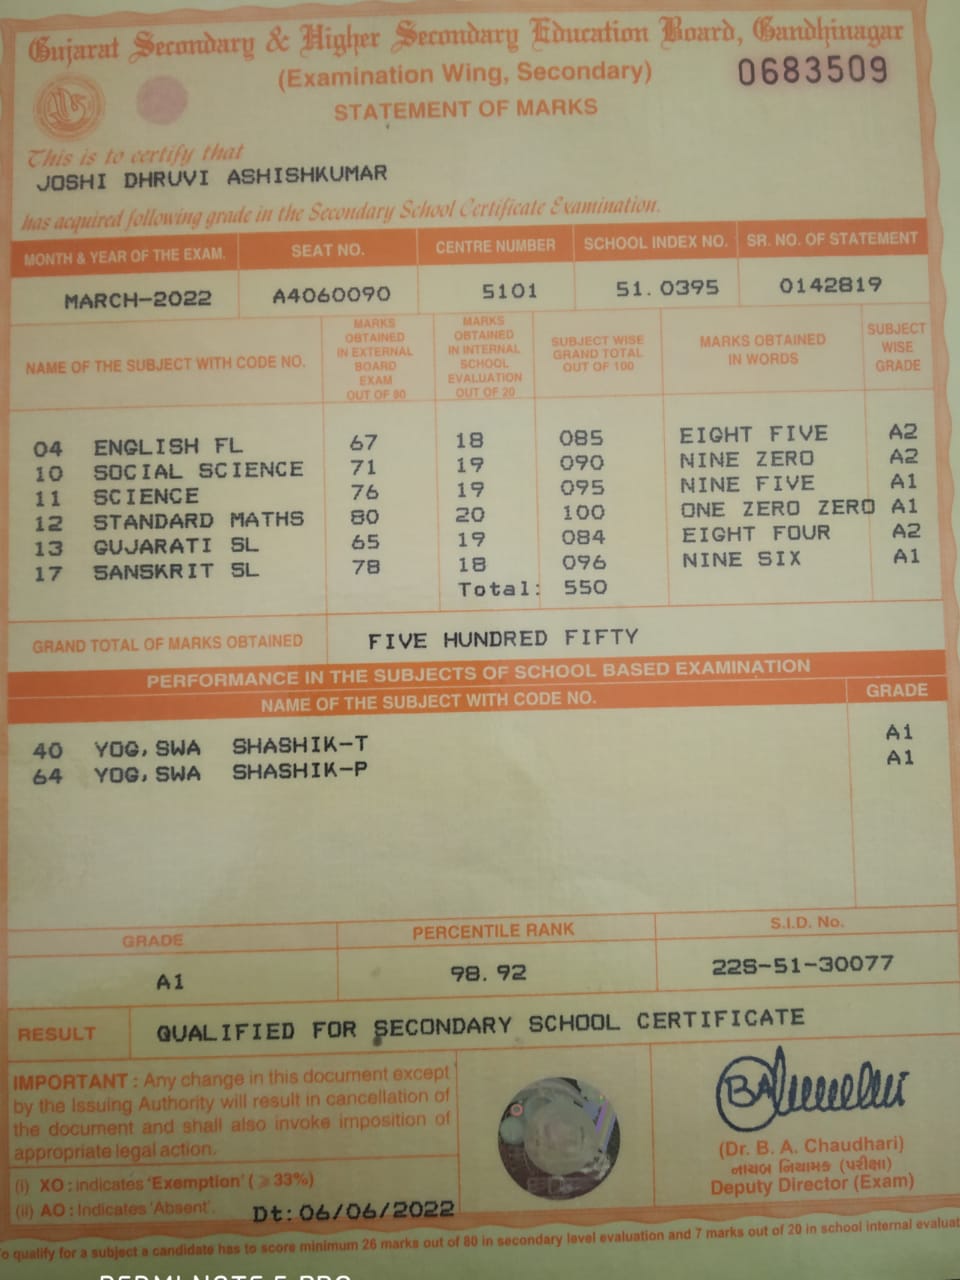 Gujarat Secondary & Higher Secondary Education Board, Gandhinagar
(Examination Wing, Secondary)
0683509
STATEMENT OF MARKS
This is to certify that
JOSHI DHRUVI ASHISHKUMAR
has acquired following grade in the Secondary School Certificate Examination.
MONTH & YEAR OF THE EXAM. SEAT NO. CENTRE NUMBER SCHOOL INDEX NO. SR. NO. OF STATEMENT
MARCH-2022 A4060090 5101 51.0395 0142819
NAME OF THE SUBJECT WITH CODE NO. MARKS OBTAINED IN EXTERNAL BOARD EXAM OUT OF 80 MARKS OBTAINED IN INTERNAL SCHOOL EVALUATION OUT OF 20 SUBJECT WISE GRAND TOTAL OUT OF 100 MARKS OBTAINED IN WORDS SUBJECT WISE GRADE
04 ENGLISH FL 67 18 085 EIGHT FIVE A2
10 SOCIAL SCIENCE 71 19 090 NINE ZERO A2
11 SCIENCE 76 19 095 NINE FIVE A1
12 STANDARD MATHS 80 20 100 ONE ZERO ZERO A1
13 GUJARATI SL 65 19 084 EIGHT FOUR A2
17 SANSKRIT SL 78 18 096 NINE SIX A1
Total: 550
GRAND TOTAL OF MARKS OBTAINED FIVE HUNDRED FIFTY
PERFORMANCE IN THE SUBJECTS OF SCHOOL BASED EXAMINATION
NAME OF THE SUBJECT WITH CODE NO. GRADE
40 YOG,SWA SHASHIK-T A1
64 YOG,SWA SHASHIK-P A1
GRADE PERCENTILE RANK S.I.D. No.
A1 98.92 22S-51-30077
RESULT QUALIFIED FOR SECONDARY SCHOOL CERTIFICATE
IMPORTANT : Any change in this document except
by the Issuing Authority will result in cancellation of
the document and shall also invoke imposition of
appropriate legal action.
(i) XO : indicates 'Exemption' ( ⩾ 33%)
(ii) AO : Indicates 'Absent'.
Dt: 06/06/2022
(Dr. B. A. Chaudhari)
નાયબ નિયામક (પરીક્ષા)
Deputy Director (Exam)
o qualify for a subject a candidate has to score minimum 26 marks out of 80 in secondary level evaluation and 7 marks out of 20 in school internal evaluat
REDMI NOTE 5 PRO